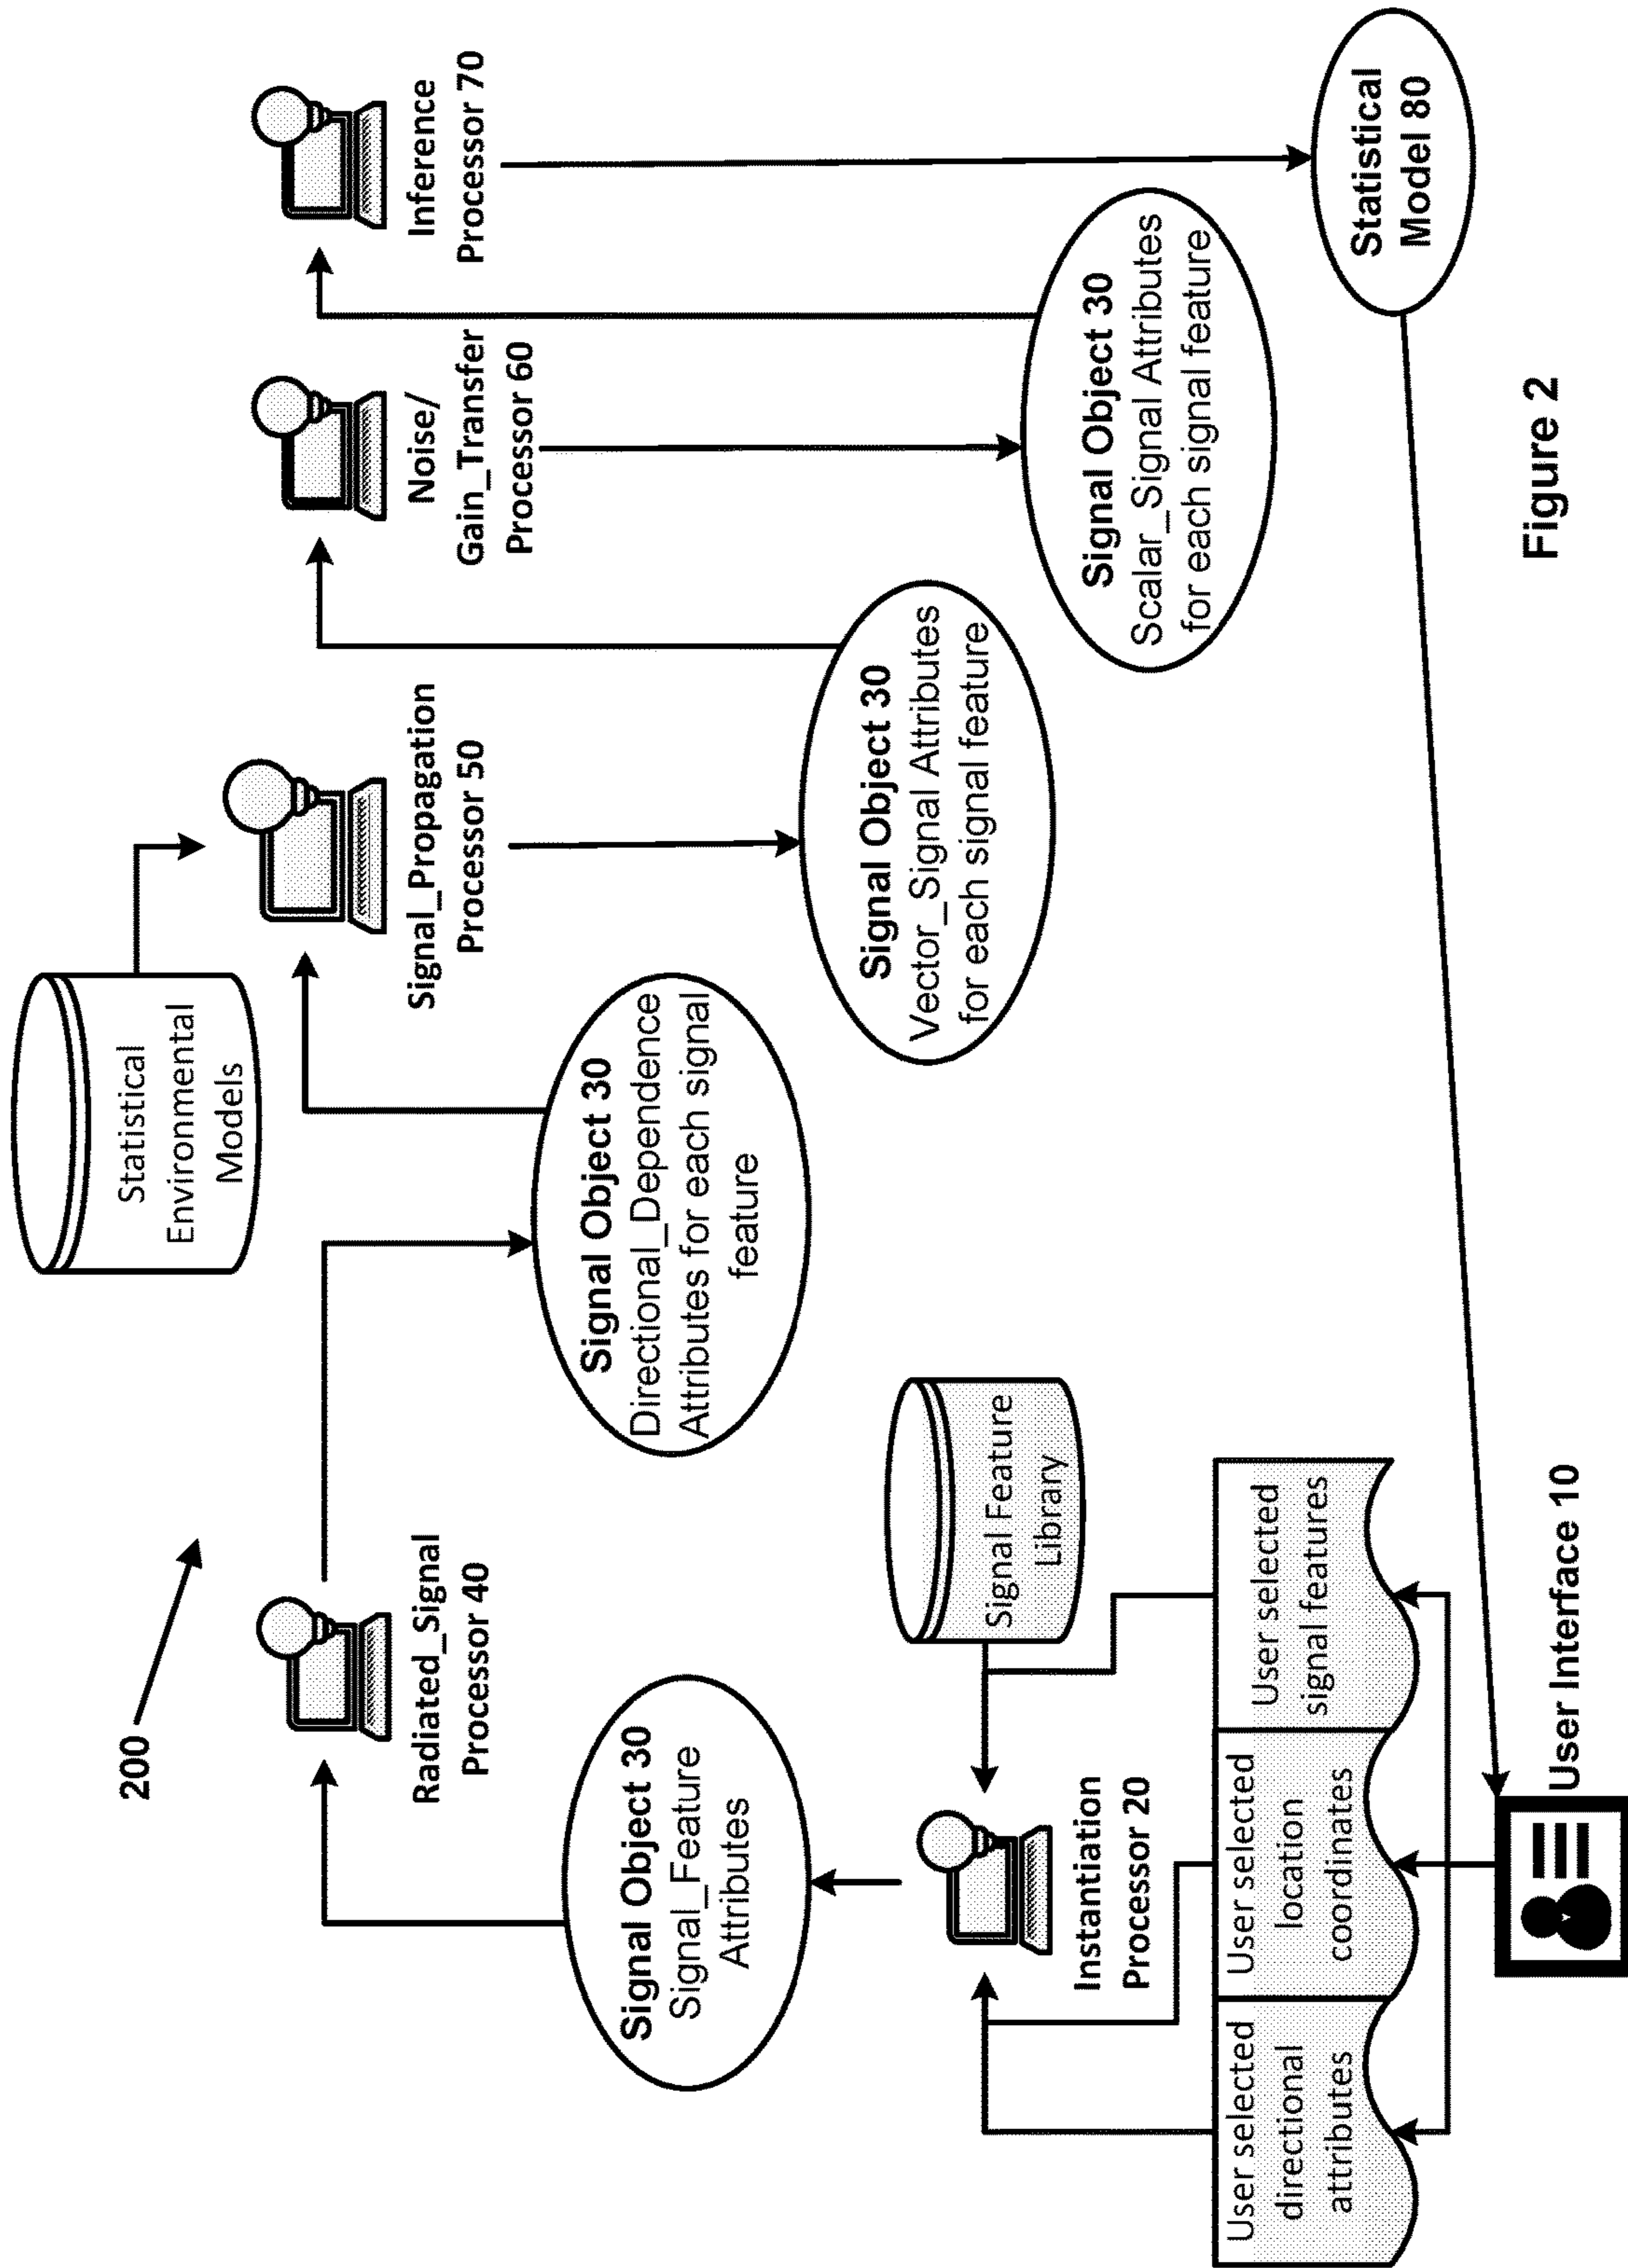 200
Statistical
Environmental
Models
Radiated_Signal
Processor 40
Signal_Propagation
Processor 50
Noise/
Gain_Transfer
Processor 60
Inference
Processor 70
Signal Object 30
Signal_Feature
Attributes
Signal Object 30
Directional_Dependence
Attributes for each signal
feature
Signal Object 30
Vector_Signal Attributes
for each signal feature
Signal Object 30
Scalar_Signal Attributes
for each signal feature
Statistical
Model 80
Instantiation
Processor 20
Signal Feature
Library
User selected
directional
attributes
User selected
location
coordinates
User selected
signal features
User Interface 10
Figure 2